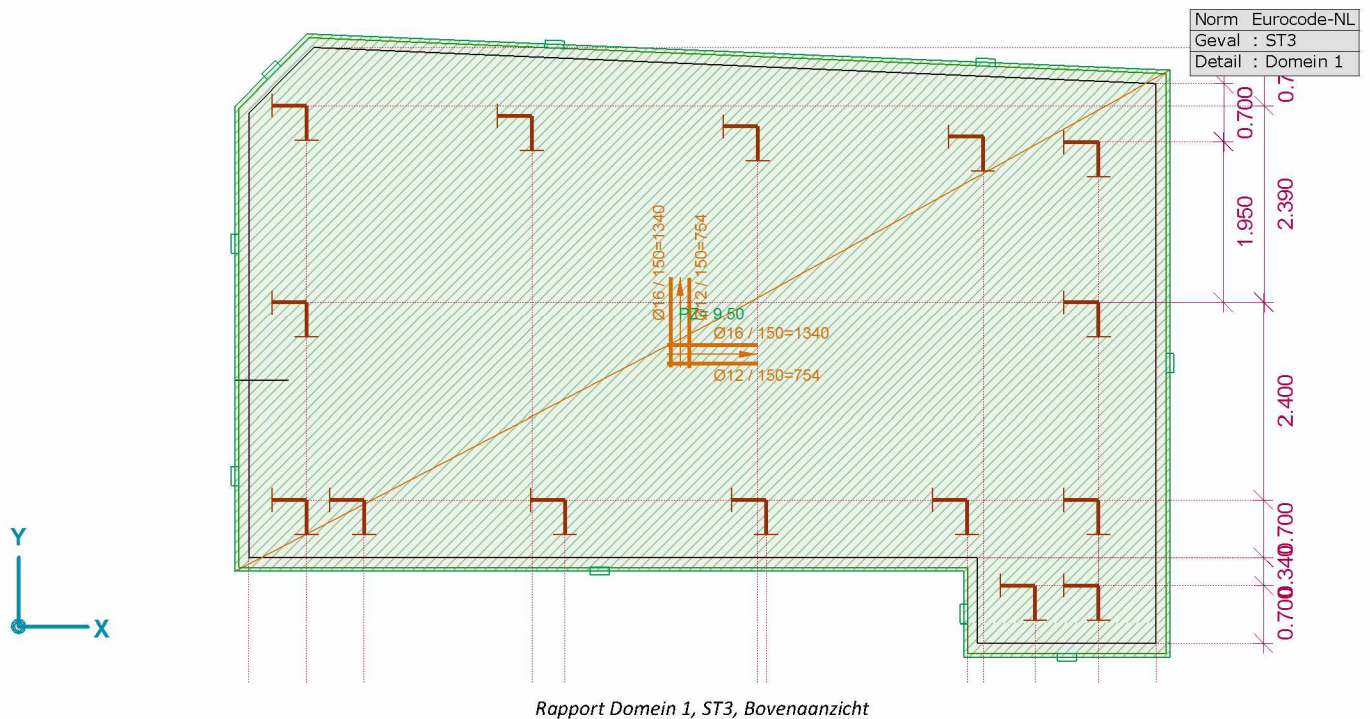 Norm Eurocode-NL
Geval : ST3
Detail : Domein 1
0.700
2.390
1.950
Ø16 / 150=1340
Ø12 / 150=754
PZ= 9.50
Ø16 / 150=1340
Ø12 / 150=754
2.400
0.700
0.340
0.700
Y
X
Rapport Domein 1, ST3, Bovenaanzicht